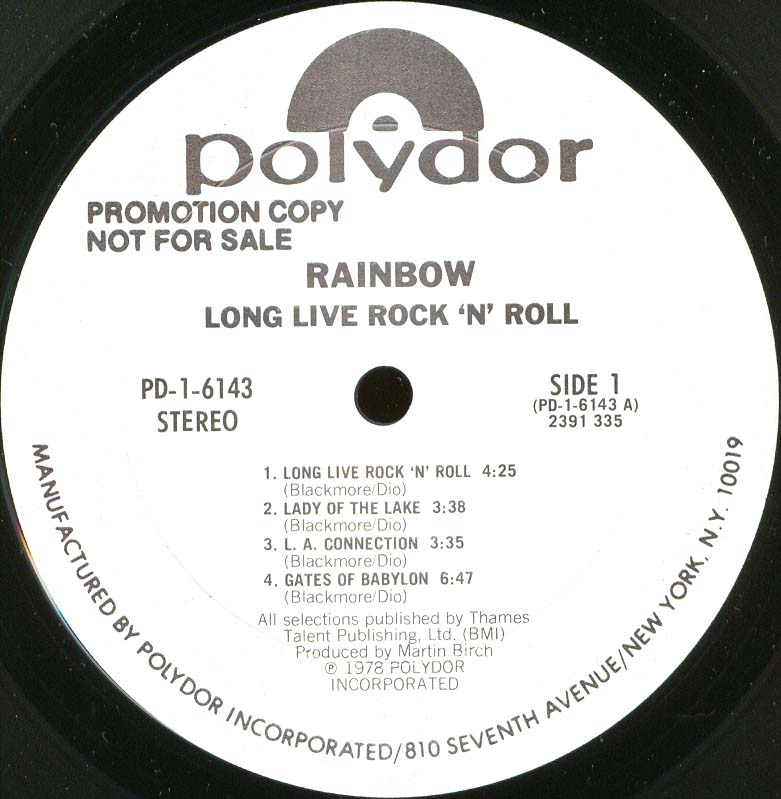 polydor
PROMOTION COPY
NOT FOR SALE
RAINBOW
LONG LIVE ROCK ‘N’ ROLL
PD-1-6143
STEREO
SIDE 1
(PD-1-6143 A)
2391 335
1. LONG LIVE ROCK ‘N’ ROLL 4:25
(Blackmore/Dio)
2. LADY OF THE LAKE 3:38
(Blackmore/Dio)
3. L. A. CONNECTION 3:35
(Blackmore/Dio)
4. GATES OF BABYLON 6:47
(Blackmore/Dio)
All selections published by Thames
Talent Publishing, Ltd. (BMI)
Produced by Martin Birch
℗ 1978 POLYDOR
INCORPORATED
MANUFACTURED BY POLYDOR INCORPORATED/810 SEVENTH AVENUE/NEW YORK, N.Y. 10019